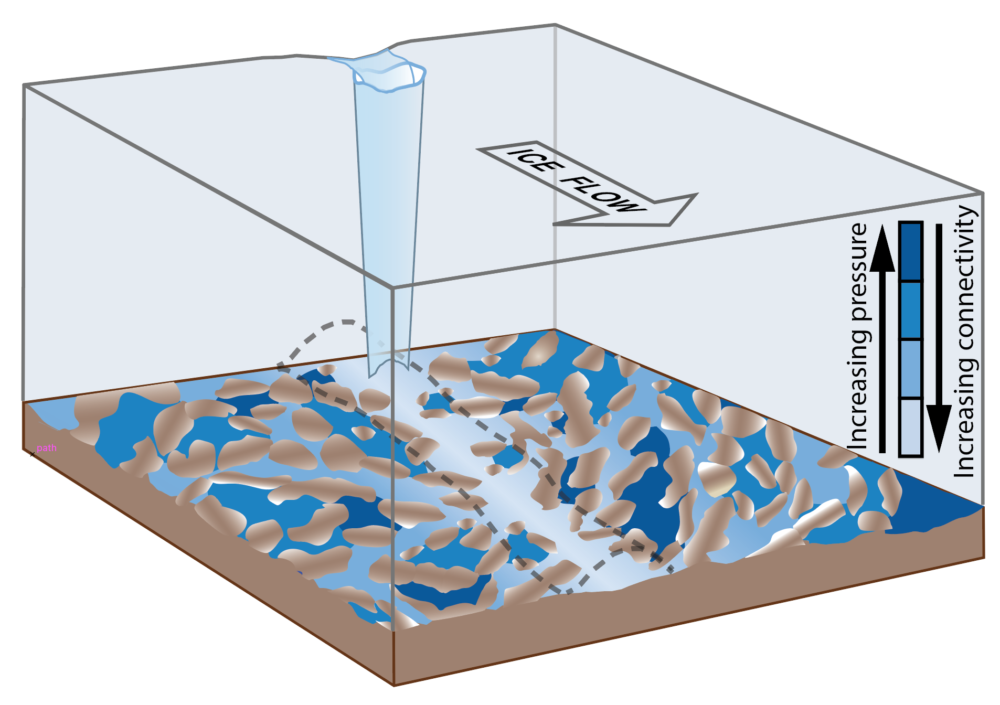 ICE FLOW
Increasing pressure
Increasing connectivity
path